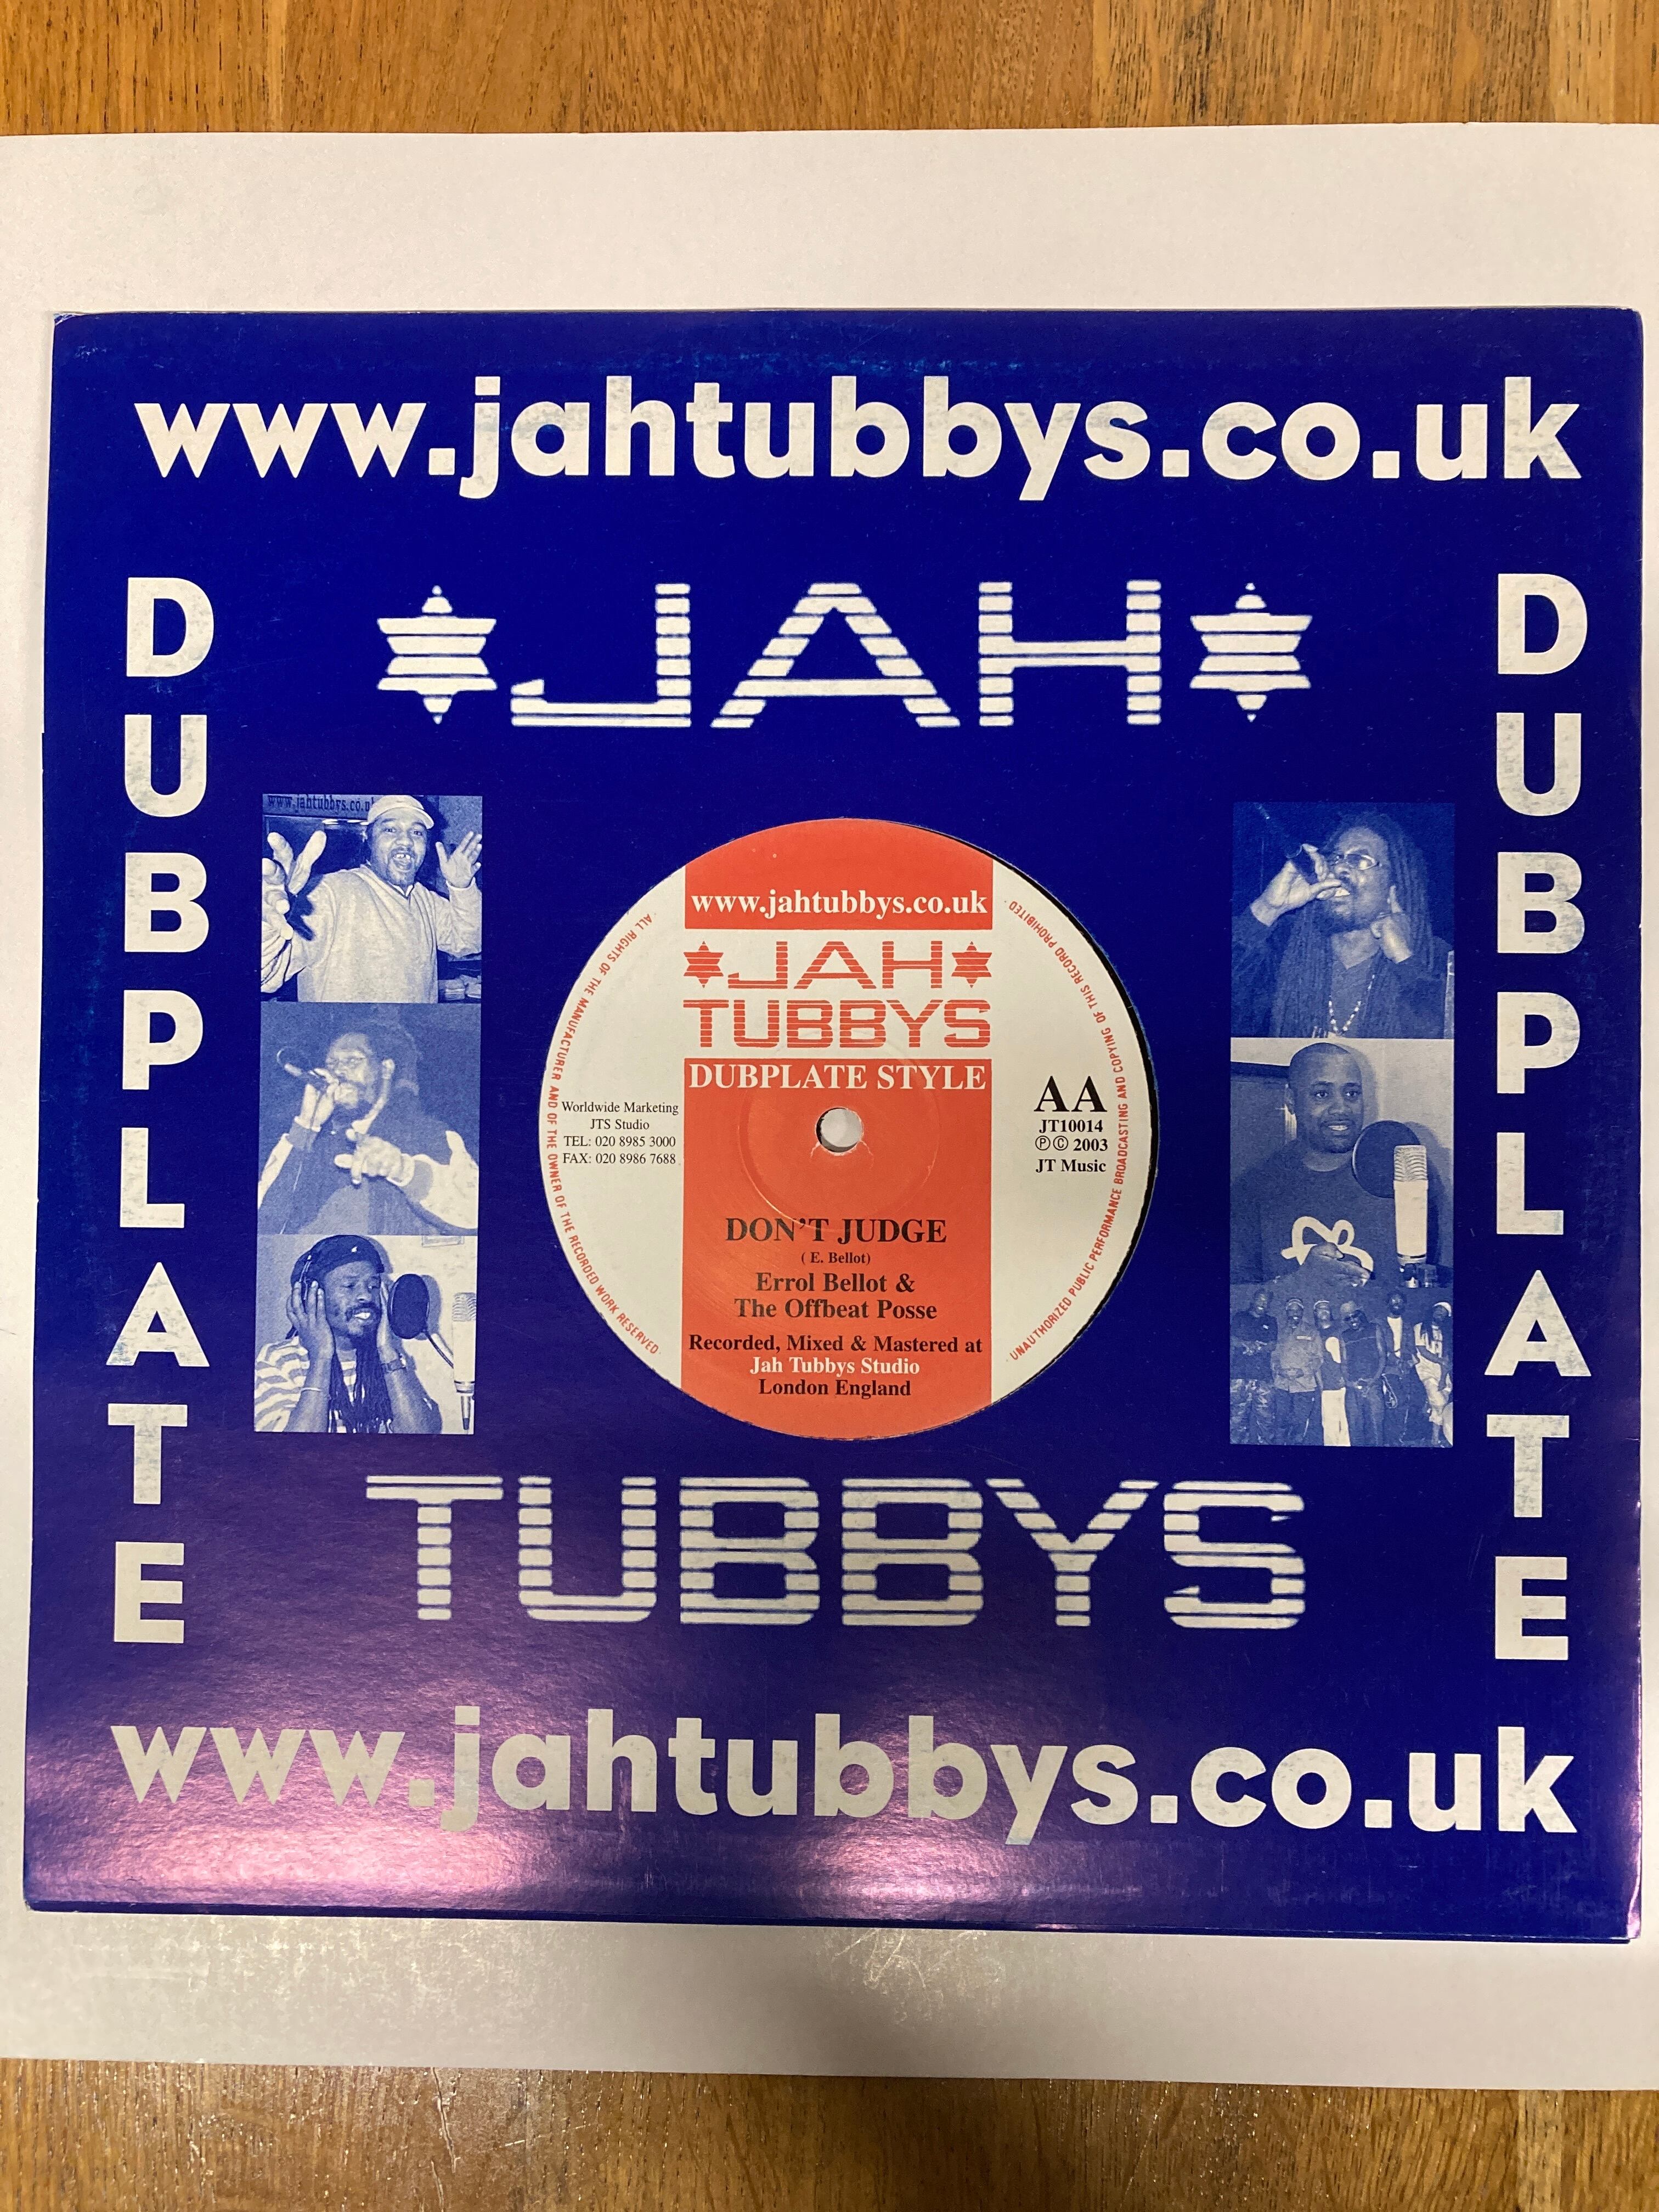 www.jahtubbys.co.uk
JAH
DUBPLATE
DUBPLATE
www.jahtubbys.co.u
www.jahtubbys.co.uk
JAH
TUBBYS
DUBPLATE STYLE
Worldwide Marketing
JTS Studio
TEL: 020 8985 3000
FAX: 020 8986 7688
AA
JT10014
Ⓟ© 2003
JT Music
DON'T JUDGE
( E. Bellot)
Errol Bellot &
The Offbeat Posse
Recorded, Mixed & Mastered at
Jah Tubbys Studio
London England
ALL RIGHTS OF THE MANUFACTURER AND OF THE OWNER OF THE RECORDED WORK RESERVED
UNAUTHORIZED PUBLIC PERFORMANCE BROADCASTING AND COPYING OF THIS RECORD PROHIBITED
TUBBYS
www.jahtubbys.co.uk